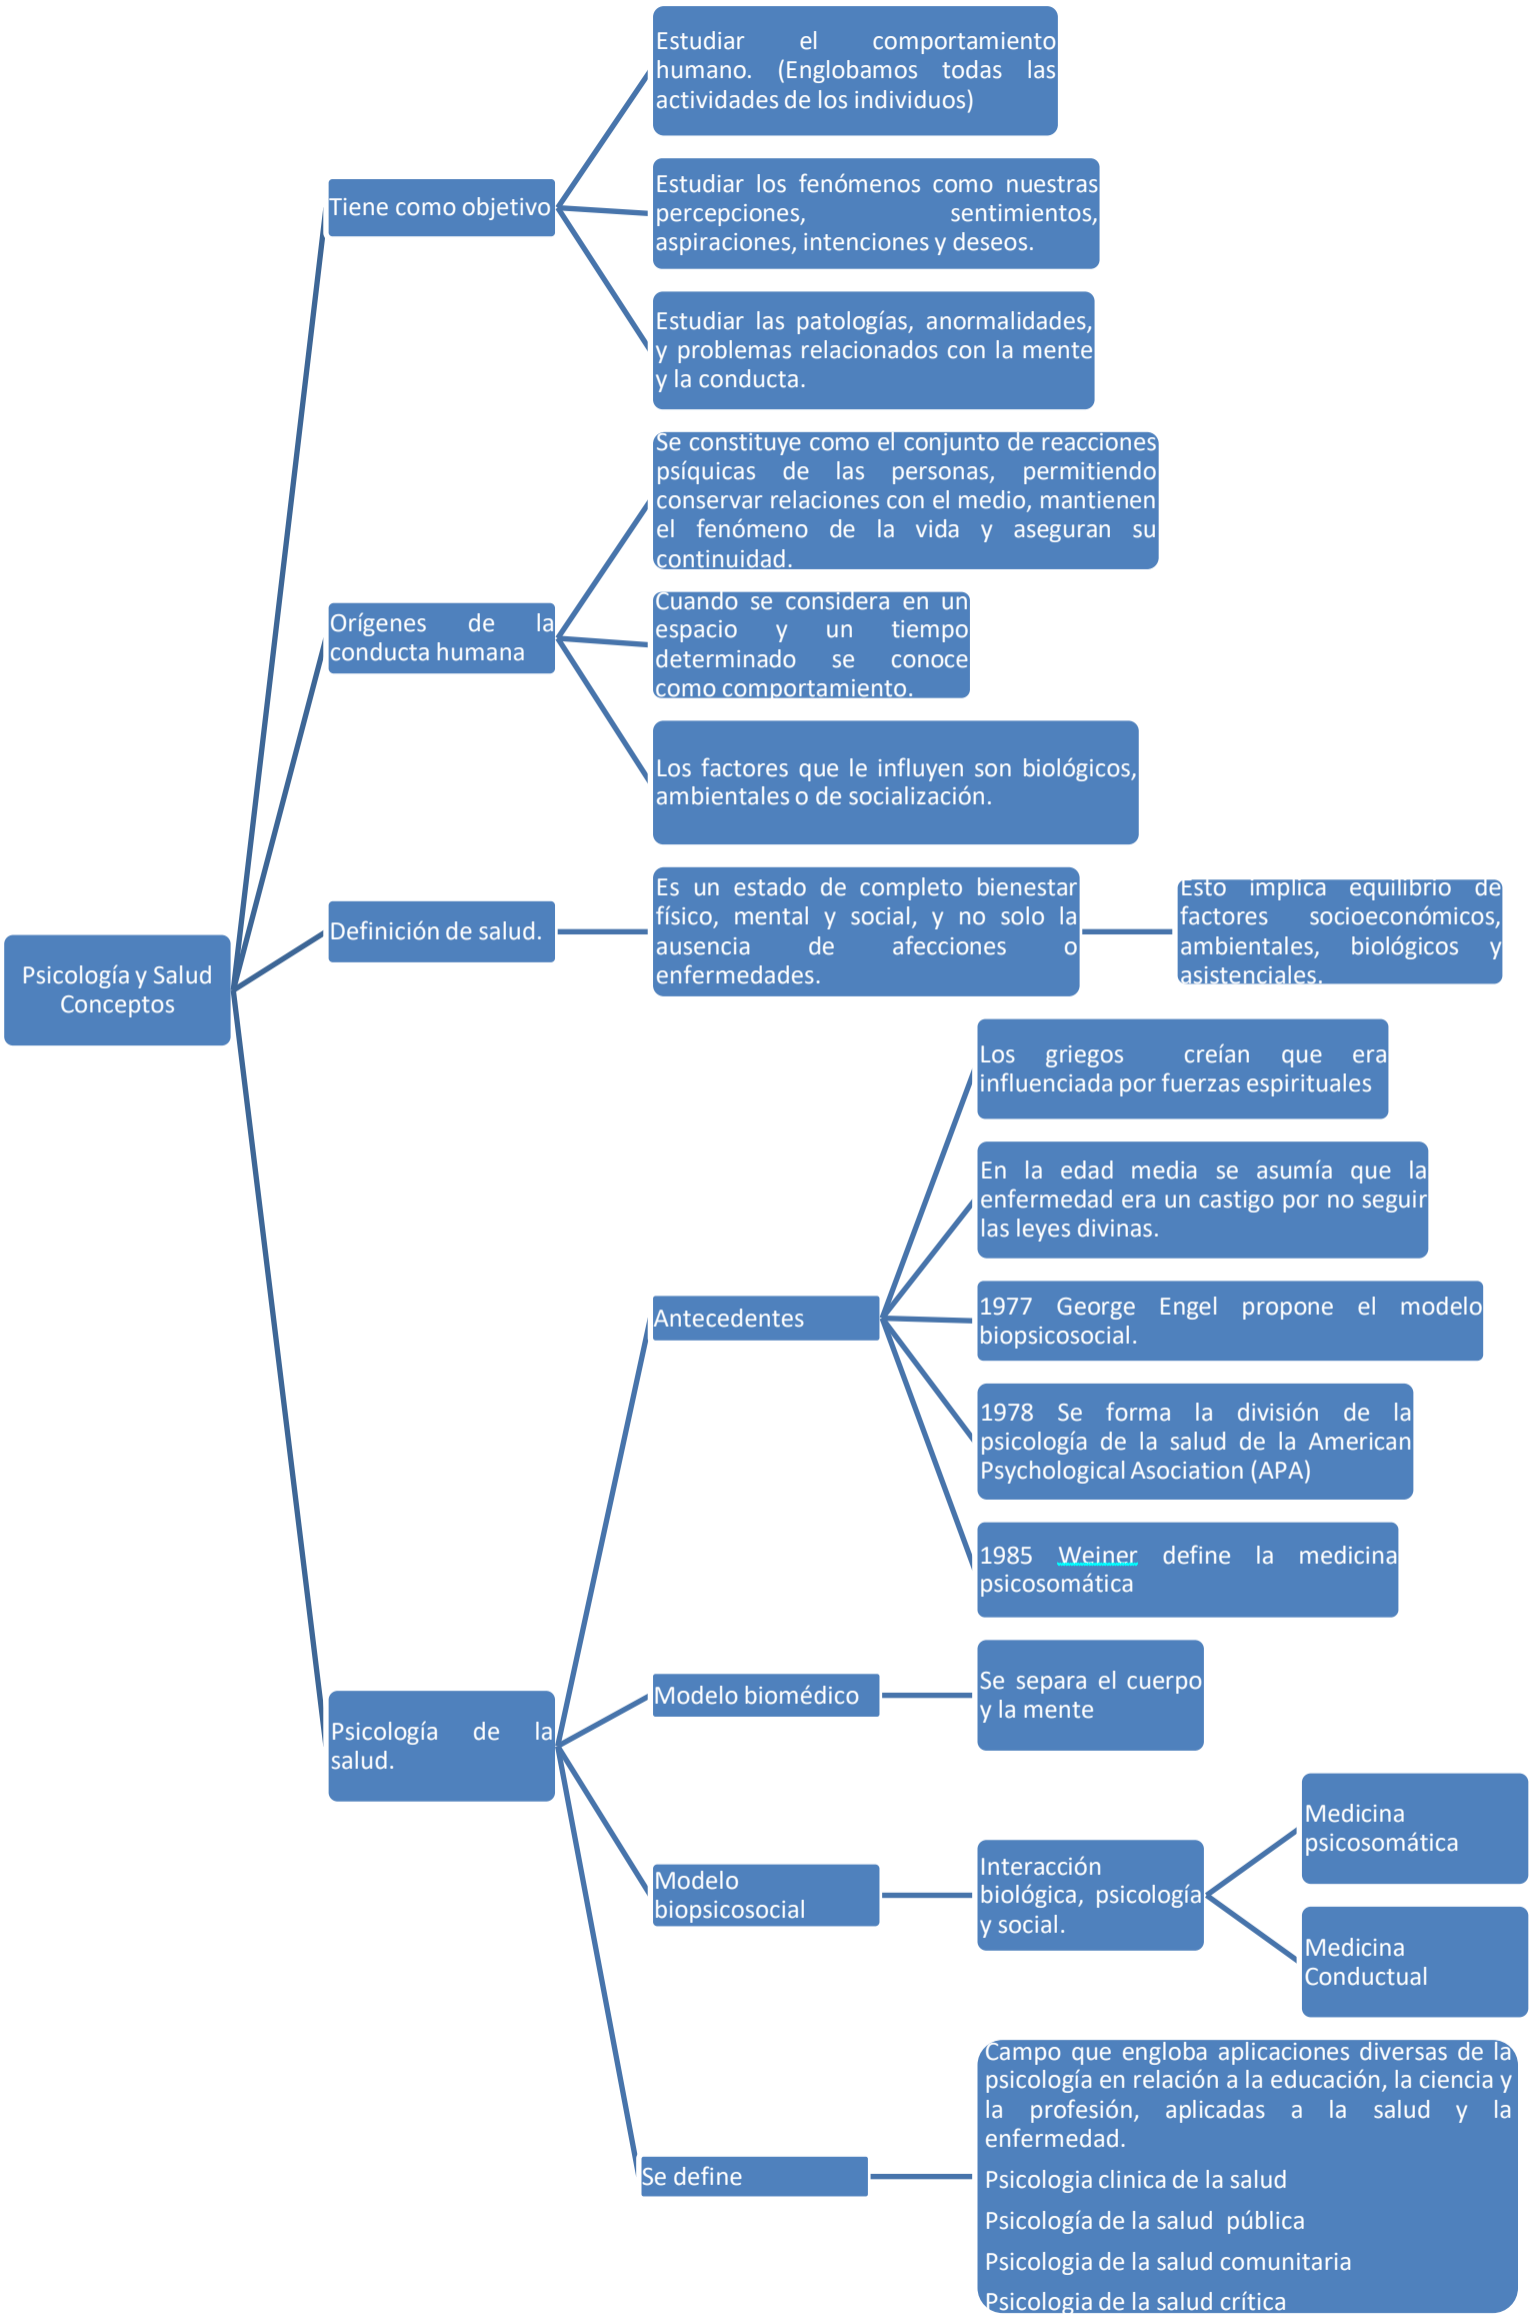 Estudiar el comportamiento
humano. (Englobamos todas las
actividades de los individuos)
Estudiar los fenómenos como nuestras
percepciones, sentimientos,
aspiraciones, intenciones y deseos.
Tiene como objetivo
Estudiar las patologías, anormalidades,
y problemas relacionados con la mente
y la conducta.
Se constituye como el conjunto de reacciones
psíquicas de las personas, permitiendo
conservar relaciones con el medio, mantienen
el fenómeno de la vida y aseguran su
continuidad.
Orígenes de la
conducta humana
Cuando se considera en un
espacio y un tiempo
determinado se conoce
como comportamiento.
Los factores que le influyen son biológicos,
ambientales o de socialización.
Definición de salud.
Es un estado de completo bienestar
físico, mental y social, y no solo la
ausencia de afecciones o
enfermedades.
Esto implica equilibrio de
factores socioeconómicos,
ambientales, biológicos y
asistenciales.
Psicología y Salud
Conceptos
Los griegos creían que era
influenciada por fuerzas espirituales
En la edad media se asumía que la
enfermedad era un castigo por no seguir
las leyes divinas.
Antecedentes
1977 George Engel propone el modelo
biopsicosocial.
1978 Se forma la división de la
psicología de la salud de la American
Psychological Asociation (APA)
1985 Weiner define la medicina
psicosomática
Modelo biomédico
Se separa el cuerpo
y la mente
Psicología de la
salud.
Modelo
biopsicosocial
Interacción
biológica, psicología
y social.
Medicina
psicosomática
Medicina
Conductual
Se define
Campo que engloba aplicaciones diversas de la
psicología en relación a la educación, la ciencia y
la profesión, aplicadas a la salud y la
enfermedad.
Psicologia clinica de la salud
Psicología de la salud pública
Psicologia de la salud comunitaria
Psicologia de la salud crítica